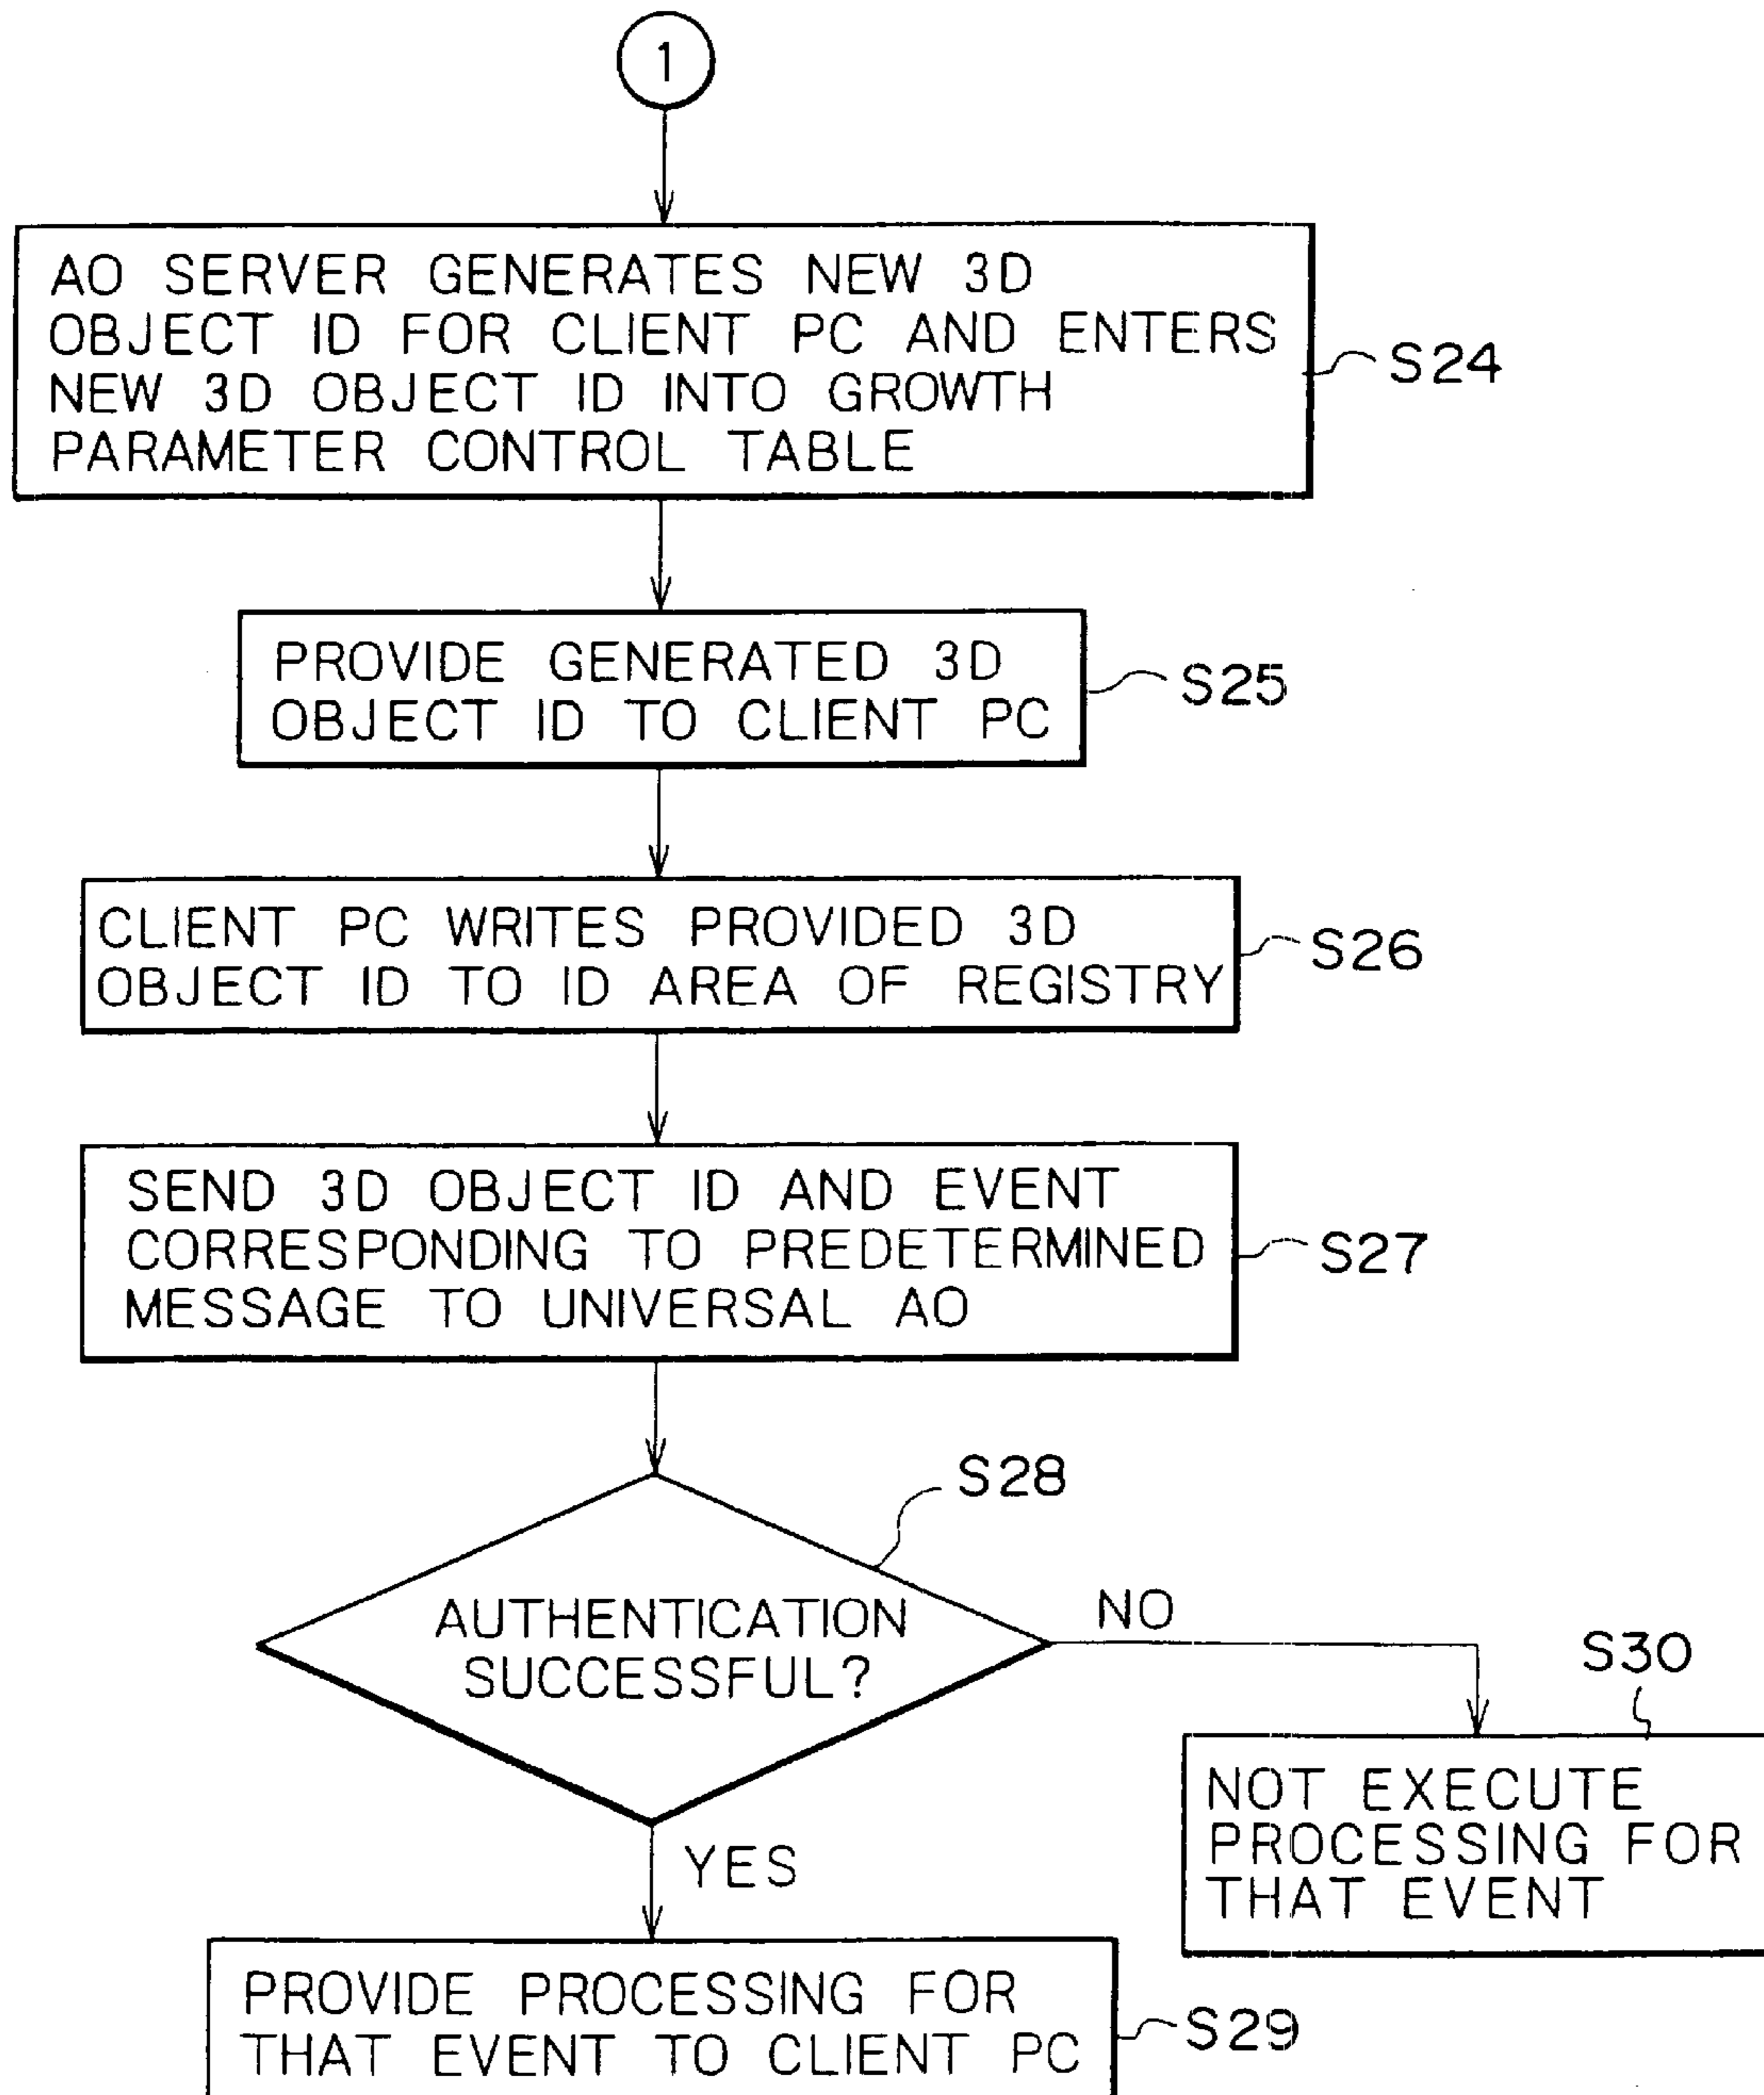 1
AO SERVER GENERATES NEW 3D
OBJECT ID FOR CLIENT PC AND ENTERS
NEW 3D OBJECT ID INTO GROWTH
PARAMETER CONTROL TABLE
S24
PROVIDE GENERATED 3D
OBJECT ID TO CLIENT PC
S25
CLIENT PC WRITES PROVIDED 3D
OBJECT ID TO ID AREA OF REGISTRY
S26
SEND 3D OBJECT ID AND EVENT
CORRESPONDING TO PREDETERMINED
MESSAGE TO UNIVERSAL AO
S27
S28
AUTHENTICATION
SUCCESSFUL?
NO
S30
NOT EXECUTE
PROCESSING FOR
THAT EVENT
YES
PROVIDE PROCESSING FOR
THAT EVENT TO CLIENT PC
S29